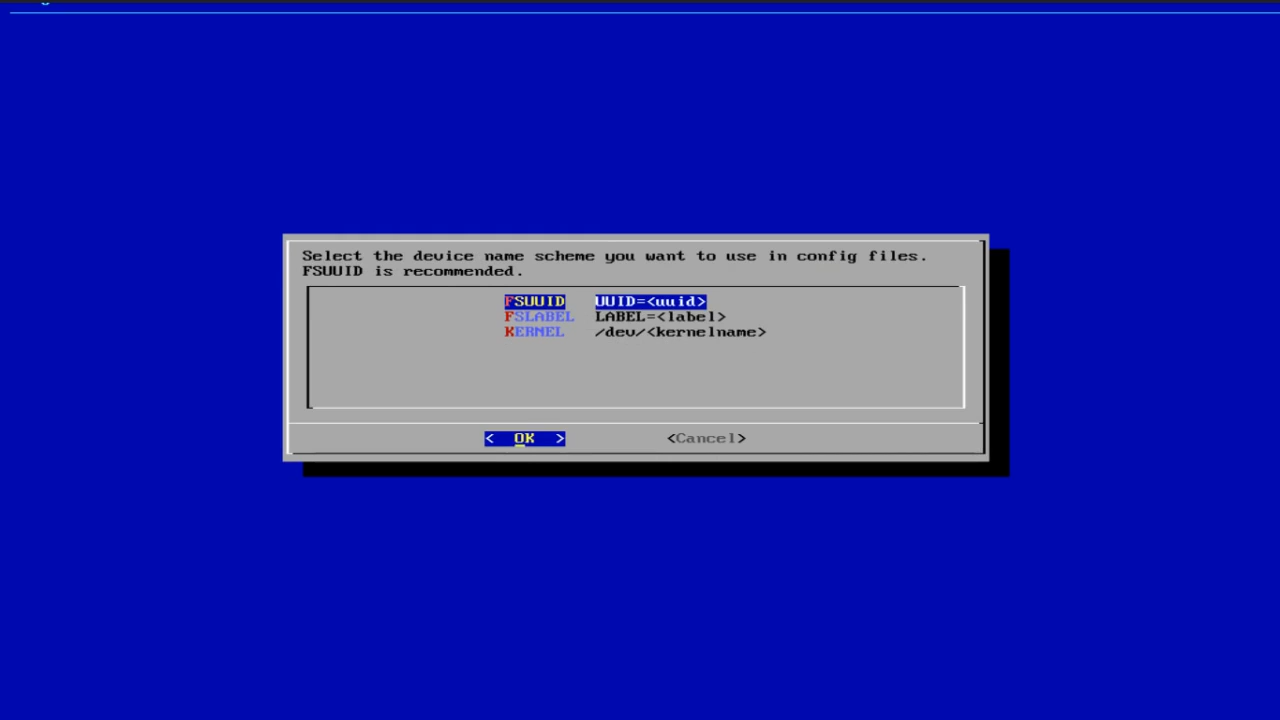 Select the device name scheme you want to use in config files.
FSUUID is recommended.
FSUUID UUID=<uuid>
FSLABEL LABEL=<label>
KERNEL /dev/<kernelname>
< OK > <Cancel>